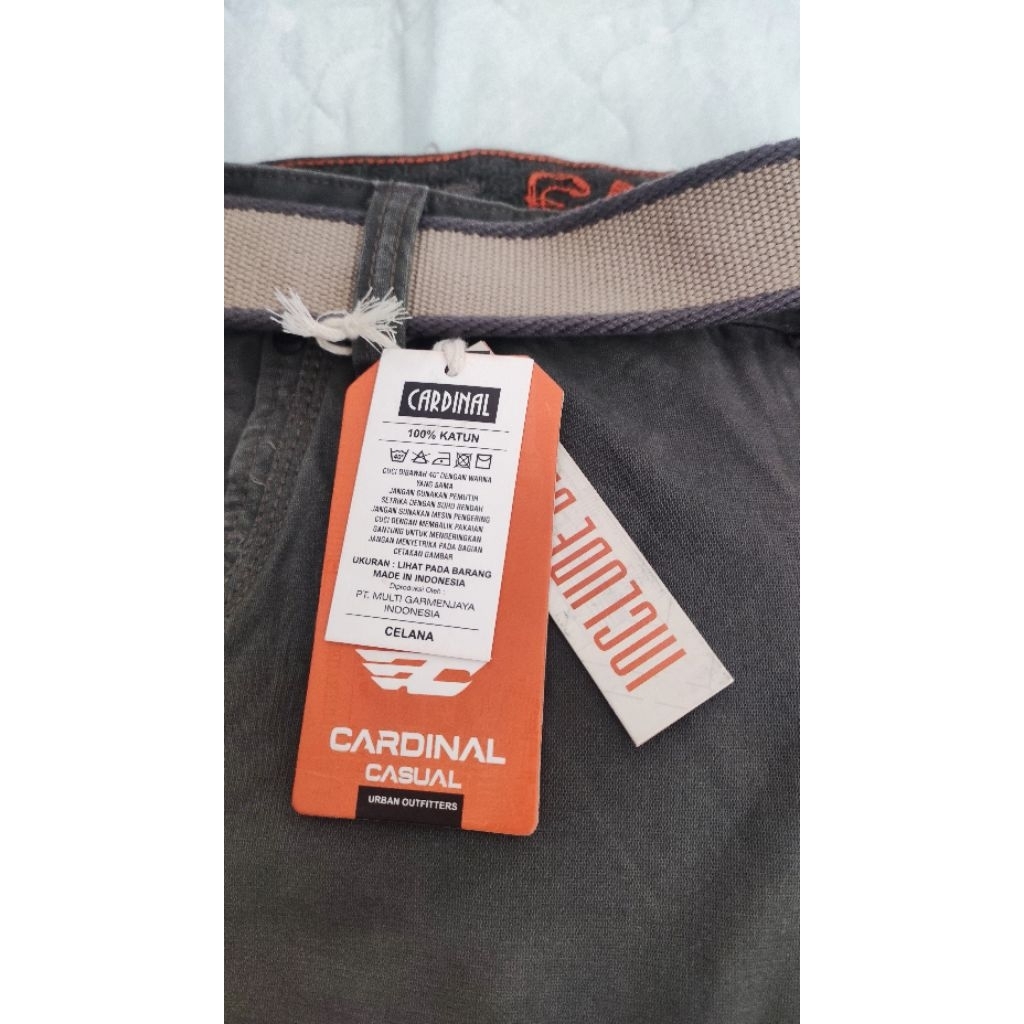 CARDINAL
100% KATUN
40°
CUCI DIBAWAH 40° DENGAN WARNA
YANG SAMA
JANGAN GUNAKAN PEMUTIH
SETRIKA DENGAN SUHU RENDAH
JANGAN GUNAKAN MESIN PENGERING
CUCI DENGAN MEMBALIK PAKAIAN
GANTUNG UNTUK MENGERINGKAN
JANGAN MENYETRIKA PADA BAGIAN
CETAKAN GAMBAR
UKURAN : LIHAT PADA BARANG
MADE IN INDONESIA
Diproduksi Oleh :
PT. MULTI GARMENJAYA
INDONESIA
CELANA
CARDINAL
CASUAL
URBAN OUTFITTERS
INCLUDE